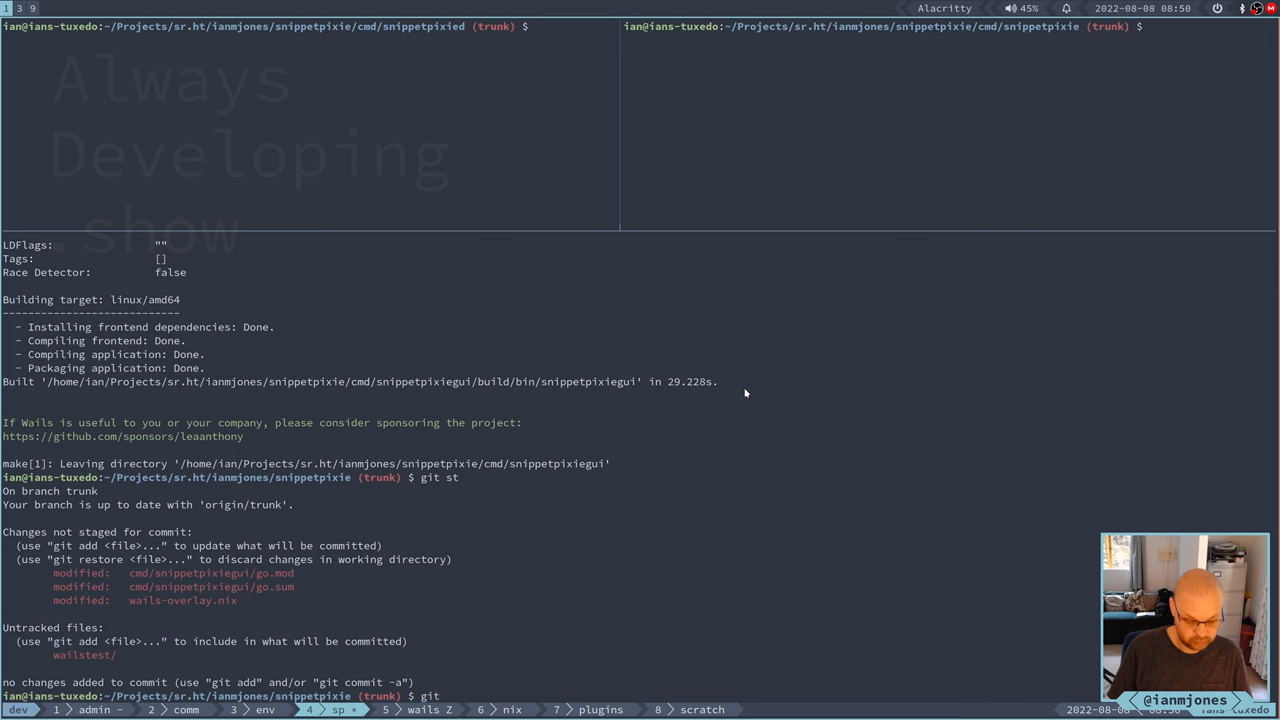 1 3 9
Alacritty 45% 2022-08-08 08:50
ian@ians-tuxedo:~/Projects/sr.ht/ianmjones/snippetpixie/cmd/snippetpixied (trunk) $
ian@ians-tuxedo:~/Projects/sr.ht/ianmjones/snippetpixie/cmd/snippetpixie (trunk) $
Always
Developing
.show
LDFlags: ""
Tags: []
Race Detector: false
Building target: linux/amd64
----------------------------
- Installing frontend dependencies: Done.
- Compiling frontend: Done.
- Compiling application: Done.
- Packaging application: Done.
Built '/home/ian/Projects/sr.ht/ianmjones/snippetpixie/cmd/snippetpixiegui/build/bin/snippetpixiegui' in 29.228s.
If Wails is useful to you or your company, please consider sponsoring the project:
https://github.com/sponsors/leaanthony
make[1]: Leaving directory '/home/ian/Projects/sr.ht/ianmjones/snippetpixie/cmd/snippetpixiegui'
ian@ians-tuxedo:~/Projects/sr.ht/ianmjones/snippetpixie (trunk) $ git st
On branch trunk
Your branch is up to date with 'origin/trunk'.
Changes not staged for commit:
(use "git add <file>..." to update what will be committed)
(use "git restore <file>..." to discard changes in working directory)
modified: cmd/snippetpixiegui/go.mod
modified: cmd/snippetpixiegui/go.sum
modified: wails-overlay.nix
Untracked files:
(use "git add <file>..." to include in what will be committed)
wailstest/
no changes added to commit (use "git add" and/or "git commit -a")
ian@ians-tuxedo:~/Projects/sr.ht/ianmjones/snippetpixie (trunk) $ git
@ianmjones
dev 1 admin - 2 comm 3 env 4 sp * 5 wails Z 6 nix 7 plugins 8 scratch 2022-08-08 tuxedo